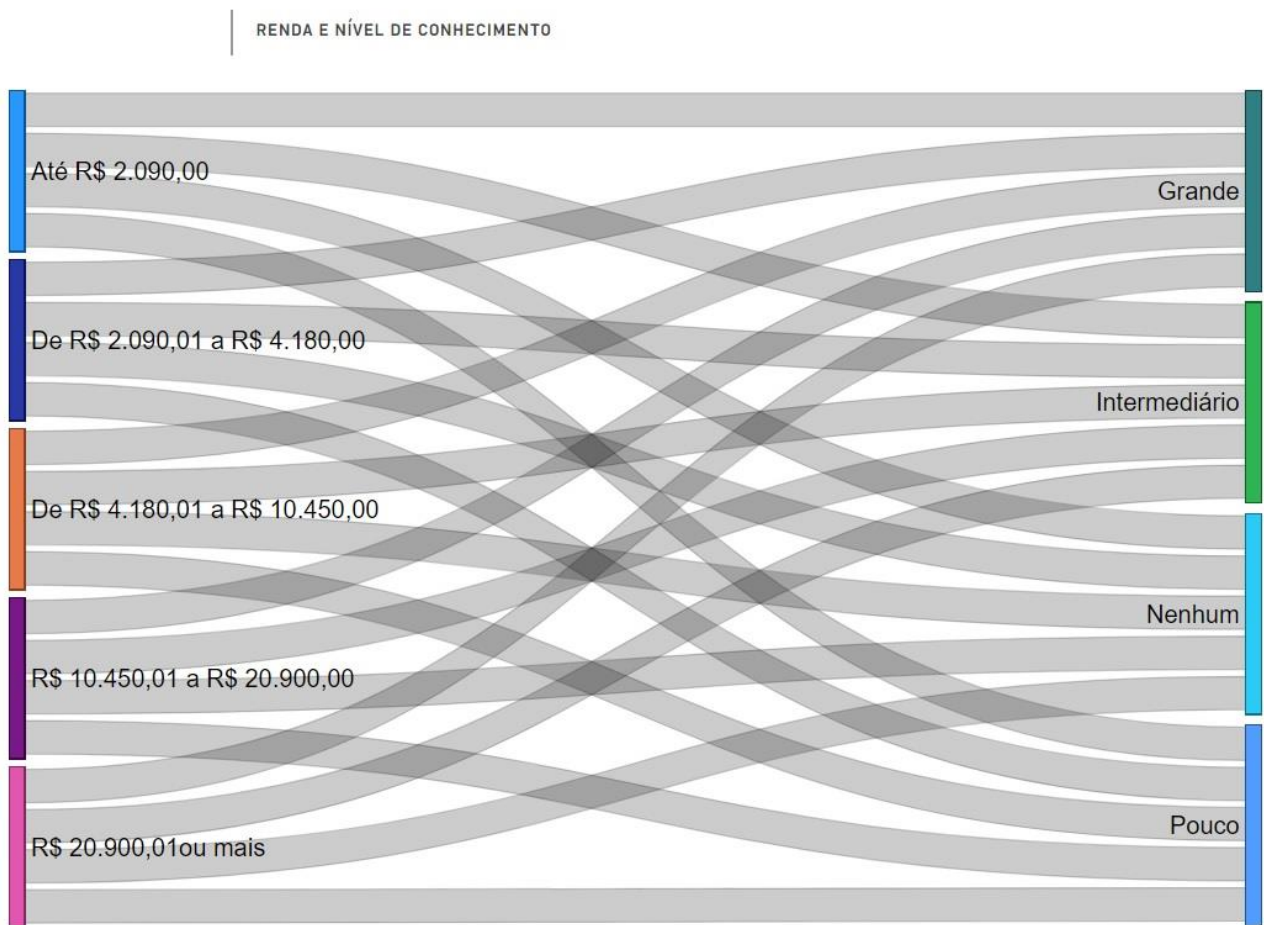 RENDA E NÍVEL DE CONHECIMENTO
Até R$ 2.090,00
De R$ 2.090,01 a R$ 4.180,00
De R$ 4.180,01 a R$ 10.450,00
R$ 10.450,01 a R$ 20.900,00
R$ 20.900,01ou mais
Grande
Intermediário
Nenhum
Pouco